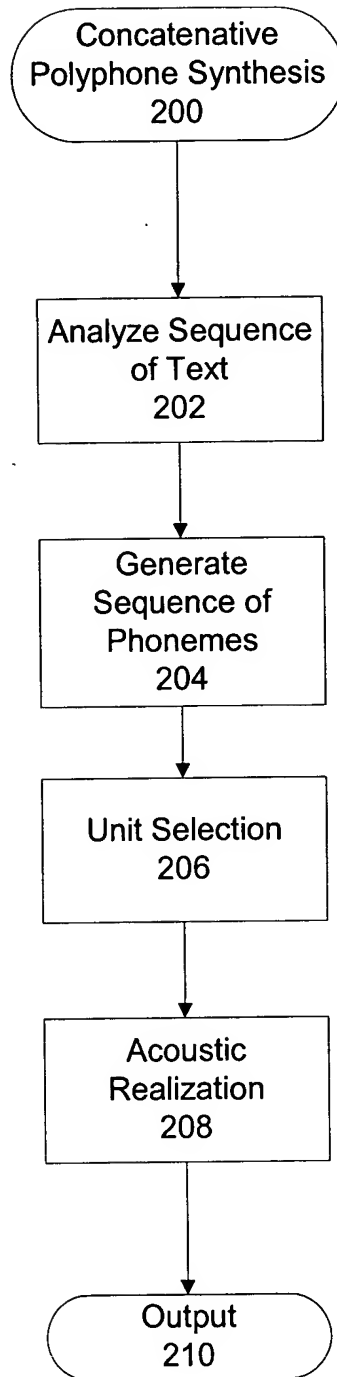 Concatenative
Polyphone Synthesis
200
Analyze Sequence
of Text
202
Generate
Sequence of
Phonemes
204
Unit Selection
206
Acoustic
Realization
208
Output
210